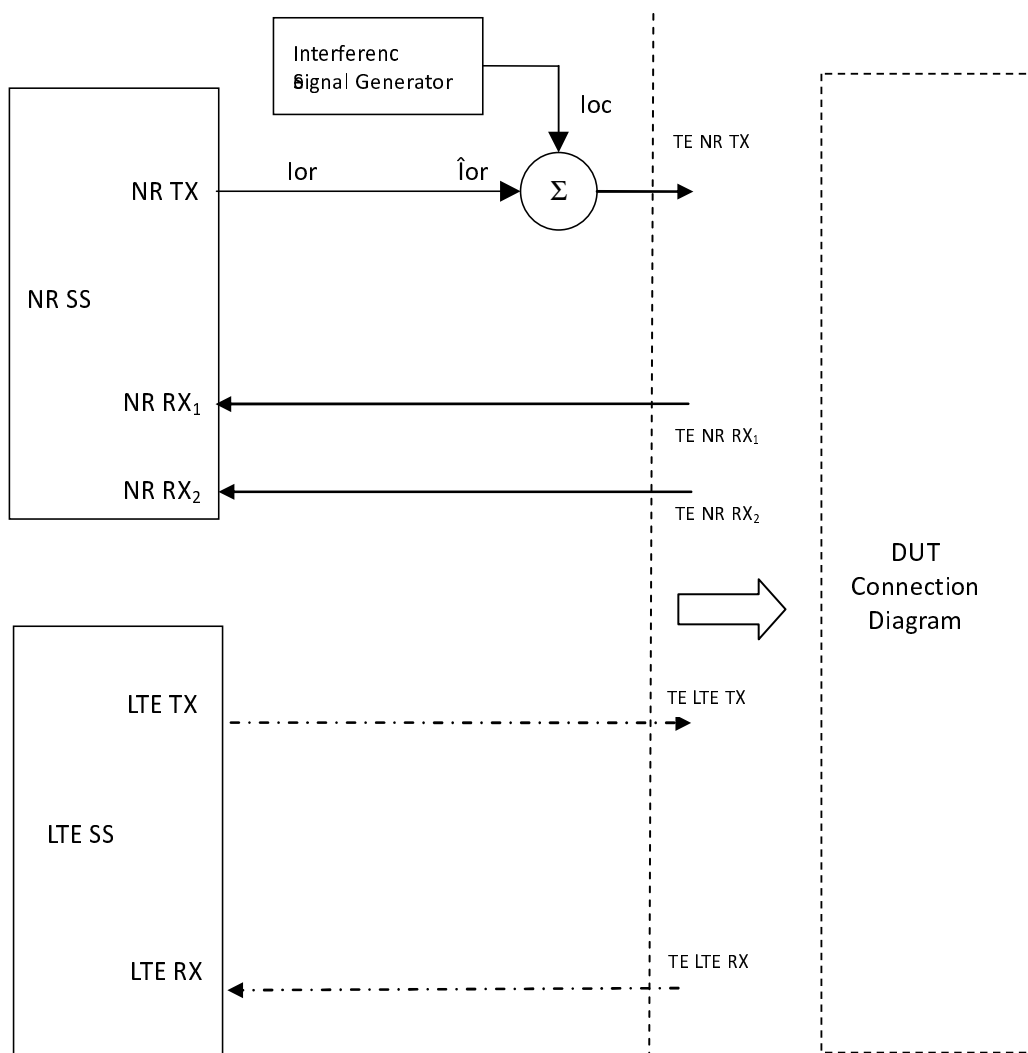 Interferenc
Signal Generator
Ioc
TE NR TX
NR TX
Ior
Îor
Σ
NR SS
NR RX₁
TE NR RX₁
NR RX₂
TE NR RX₂
DUT
Connection
Diagram
LTE TX
TE LTE TX
LTE SS
TE LTE RX
LTE RX